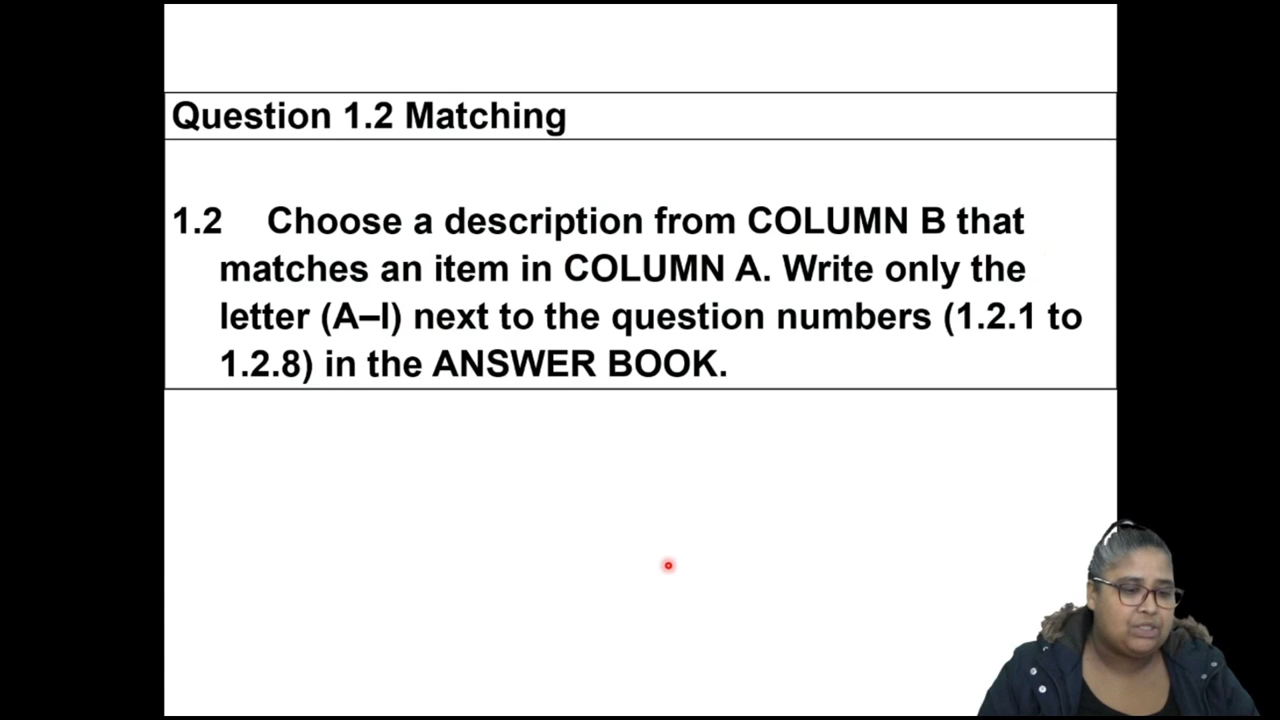 Question 1.2 Matching
1.2 Choose a description from COLUMN B that
matches an item in COLUMN A. Write only the
letter (A–I) next to the question numbers (1.2.1 to
1.2.8) in the ANSWER BOOK.